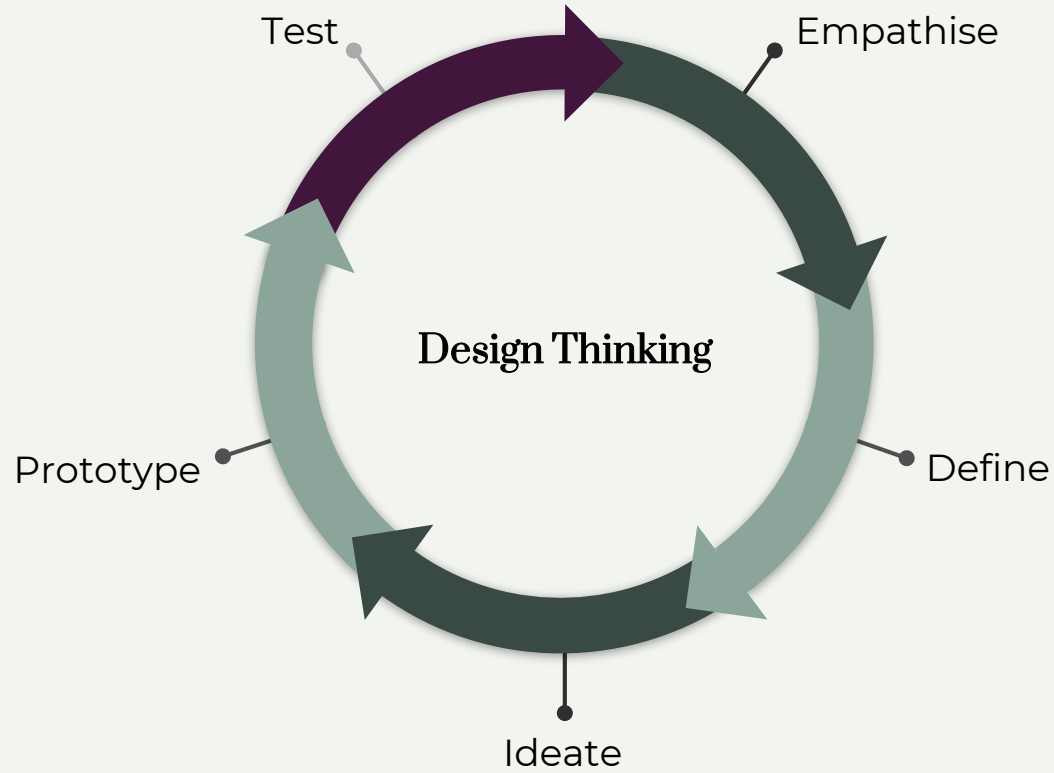 Test
Empathise
Design Thinking
Prototype
Define
Ideate